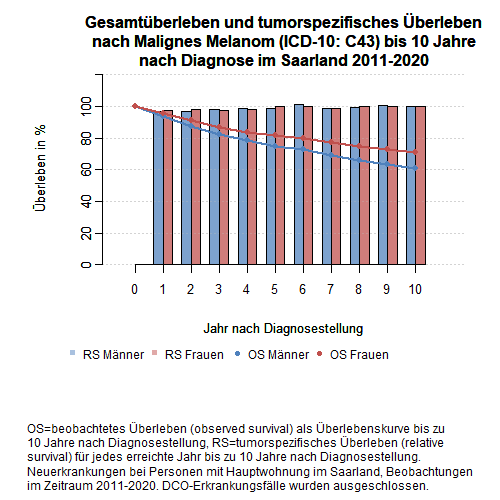 Gesamtüberleben und tumorspezifisches Überleben
nach Malignes Melanom (ICD-10: C43) bis 10 Jahre
nach Diagnose im Saarland 2011-2020
Überleben in %
100
80
60
40
20
0
0 1 2 3 4 5 6 7 8 9 10
Jahr nach Diagnosestellung
RS Männer RS Frauen OS Männer OS Frauen
OS=beobachtetes Überleben (observed survival) als Überlebenskurve bis zu
10 Jahre nach Diagnosestellung, RS=tumorspezifisches Überleben (relative
survival) für jedes erreichte Jahr bis zu 10 Jahre nach Diagnosestellung.
Neuerkrankungen bei Personen mit Hauptwohnung im Saarland, Beobachtungen
im Zeitraum 2011-2020. DCO-Erkrankungsfälle wurden ausgeschlossen.